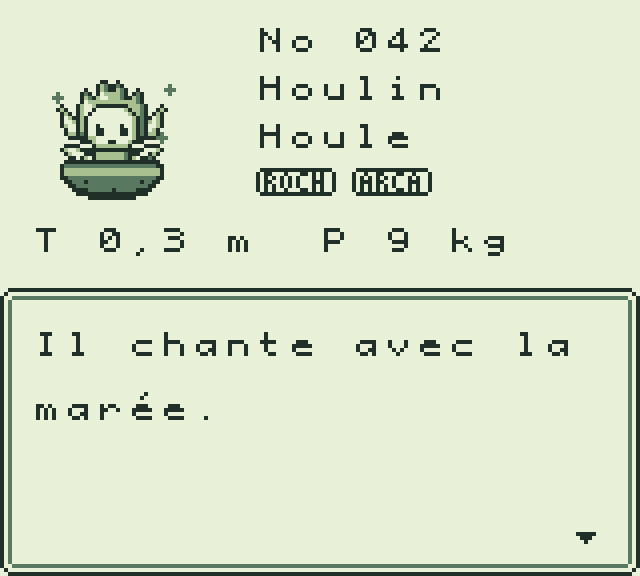 No 042
Houlin
Houle
ROCH ARCA
T 0,3 m P 9 kg
Il chante avec la
marée.